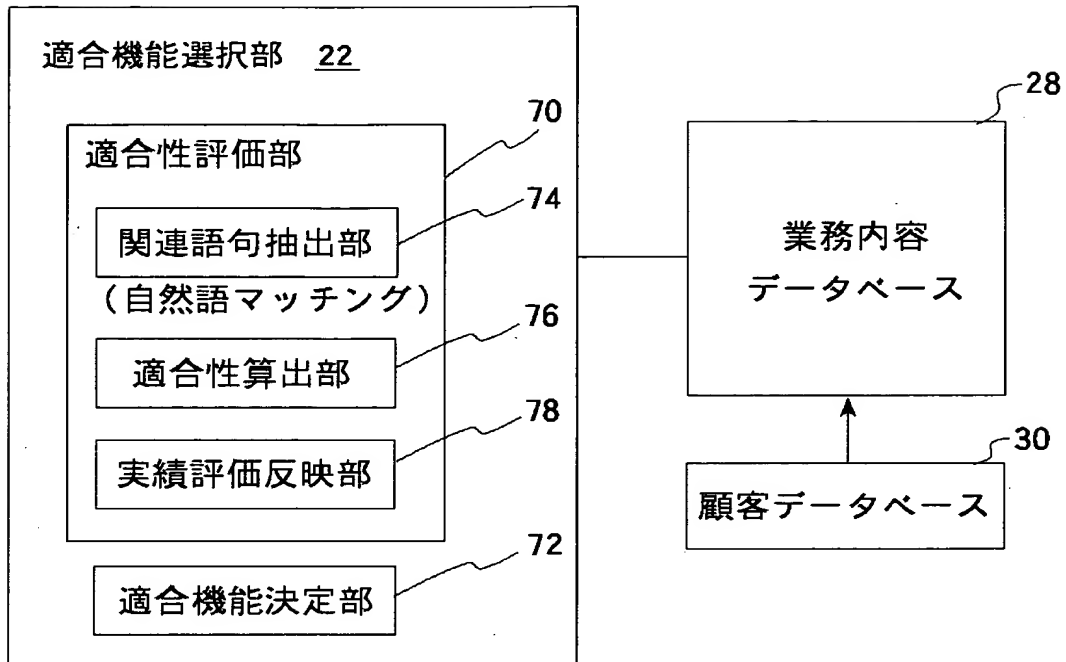 適合機能選択部 22
70
適合性評価部
74
関連語句抽出部
(自然語マッチング)
76
適合性算出部
78
実績評価反映部
72
適合機能決定部
28
業務内容
データベース
30
顧客データベース